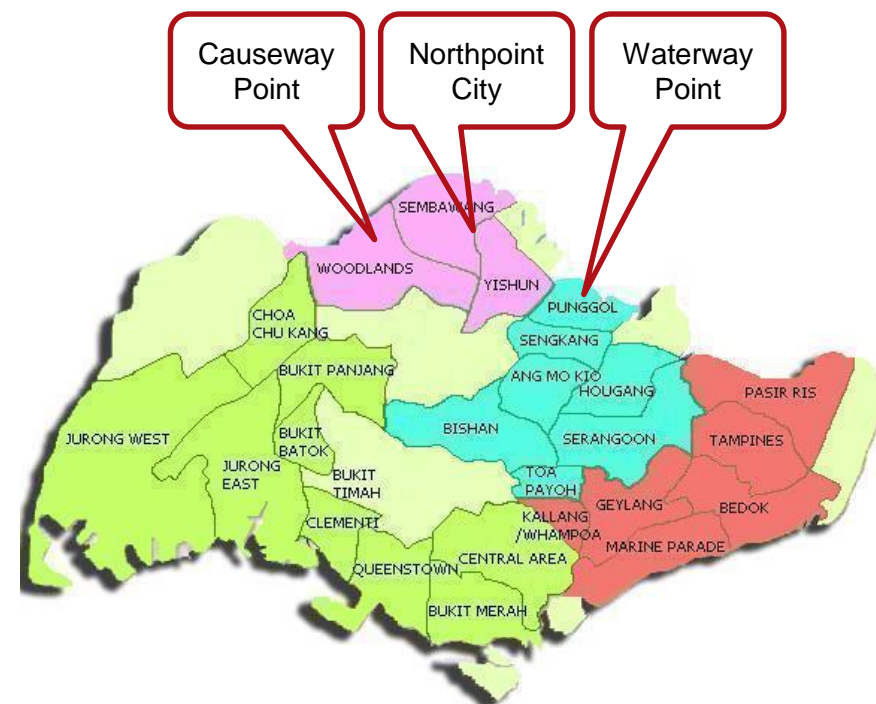 Causeway
Point
Northpoint
City
Waterway
Point
SEMBAWANG
WOODLANDS
YISHUN
PUNGGOL
CHOA
CHU KANG
SENGKANG
BUKIT PANJANG
ANG MO KIO
HOUGANG
PASIR RIS
JURONG WEST
BUKIT
BATOK
BISHAN
SERANGOON
TAMPINES
JURONG
EAST
BUKIT
TIMAH
TOA
PAYOH
GEYLANG
BEDOK
CLEMENTI
KALLANG
/WHAMPOA
MARINE PARADE
QUEENSTOWN
CENTRAL AREA
BUKIT MERAH